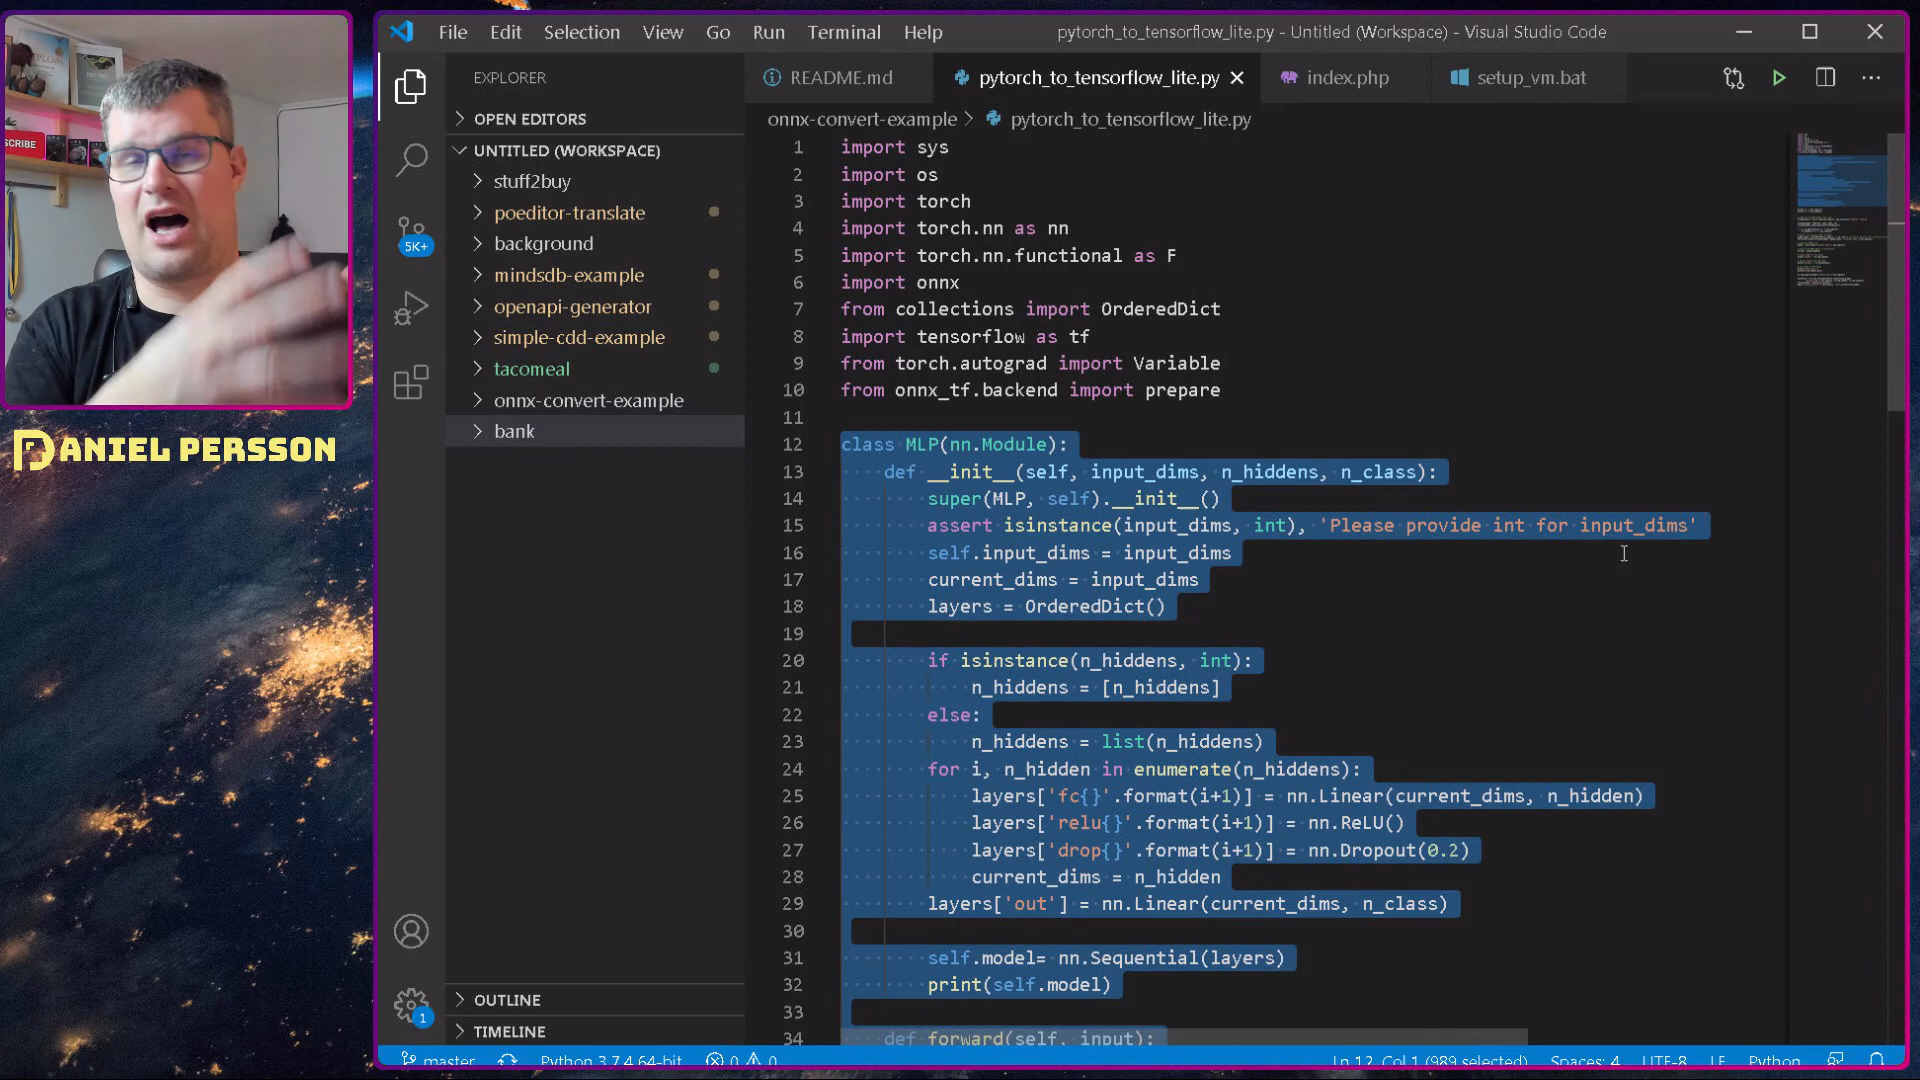 File Edit Selection View Go Run Terminal Help
pytorch_to_tensorflow_lite.py - Untitled (Workspace) - Visual Studio Code
EXPLORER
README.md
pytorch_to_tensorflow_lite.py
index.php
setup_vm.bat
OPEN EDITORS
UNTITLED (WORKSPACE)
stuff2buy
poeditor-translate
background
mindsdb-example
openapi-generator
simple-cdd-example
tacomeal
onnx-convert-example
bank
OUTLINE
TIMELINE
5K+
1
SCRIBE
DANIEL PERSSON
onnx-convert-example > pytorch_to_tensorflow_lite.py
1 import sys
2 import os
3 import torch
4 import torch.nn as nn
5 import torch.nn.functional as F
6 import onnx
7 from collections import OrderedDict
8 import tensorflow as tf
9 from torch.autograd import Variable
10 from onnx_tf.backend import prepare
11
12 class MLP(nn.Module):
13 def __init__(self, input_dims, n_hiddens, n_class):
14 super(MLP, self).__init__()
15 assert isinstance(input_dims, int), 'Please provide int for input_dims'
16 self.input_dims = input_dims
17 current_dims = input_dims
18 layers = OrderedDict()
19
20 if isinstance(n_hiddens, int):
21 n_hiddens = [n_hiddens]
22 else:
23 n_hiddens = list(n_hiddens)
24 for i, n_hidden in enumerate(n_hiddens):
25 layers['fc{}'.format(i+1)] = nn.Linear(current_dims, n_hidden)
26 layers['relu{}'.format(i+1)] = nn.ReLU()
27 layers['drop{}'.format(i+1)] = nn.Dropout(0.2)
28 current_dims = n_hidden
29 layers['out'] = nn.Linear(current_dims, n_class)
30
31 self.model= nn.Sequential(layers)
32 print(self.model)
33
34 def forward(self, input):
master Python 3.7.4 64-bit 0 0 Ln 12, Col 1 (989 selected) Spaces: 4 UTF-8 LF Python